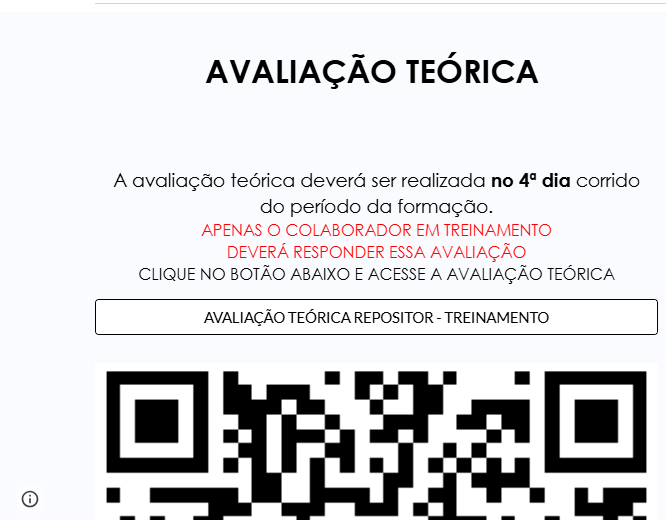 AVALIAÇÃO TEÓRICA
A avaliação teórica deverá ser realizada no 4ª dia corrido
do período da formação.
APENAS O COLABORADOR EM TREINAMENTO
DEVERÁ RESPONDER ESSA AVALIAÇÃO
CLIQUE NO BOTÃO ABAIXO E ACESSE A AVALIAÇÃO TEÓRICA
AVALIAÇÃO TEÓRICA REPOSITOR - TREINAMENTO